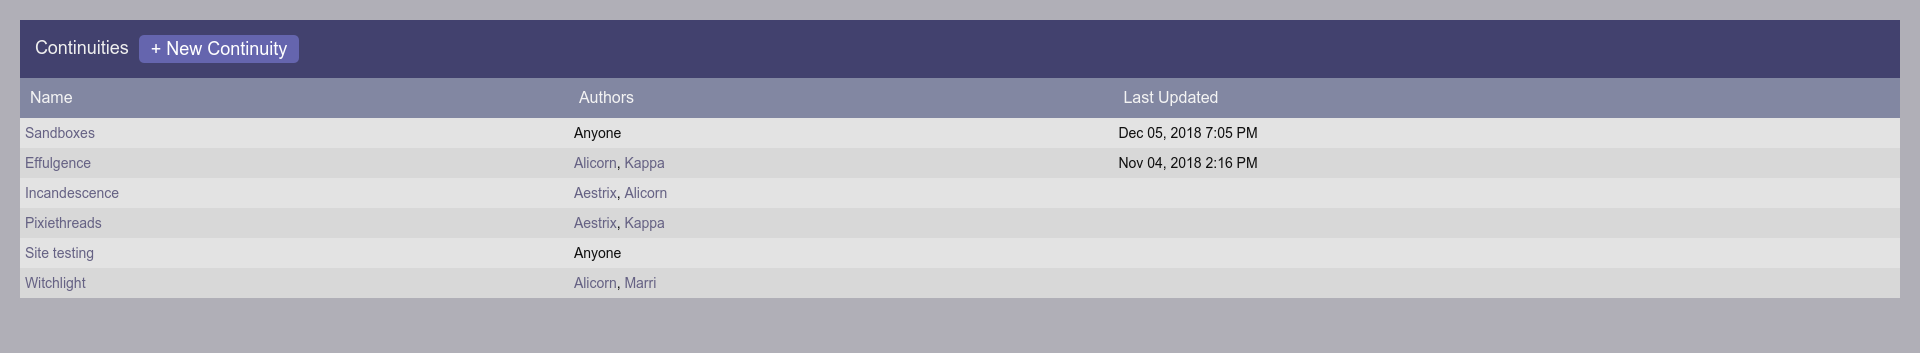 Continuities + New Continuity
Name Authors Last Updated
Sandboxes Anyone Dec 05, 2018 7:05 PM
Effulgence Alicorn, Kappa Nov 04, 2018 2:16 PM
Incandescence Aestrix, Alicorn
Pixiethreads Aestrix, Kappa
Site testing Anyone
Witchlight Alicorn, Marri